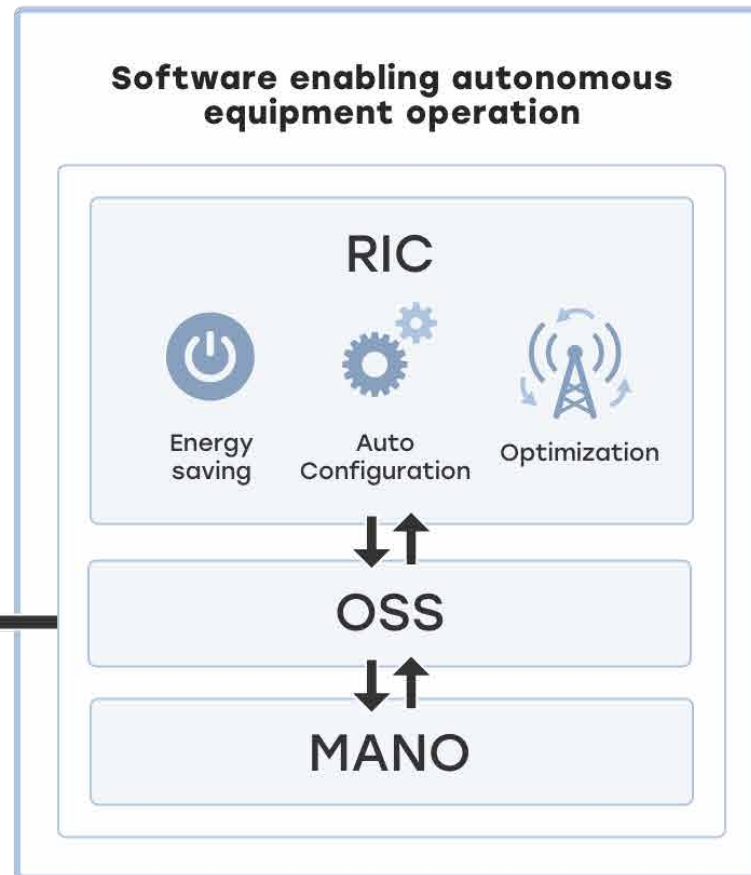 Software enabling autonomous
equipment operation
RIC
Energy
saving
Auto
Configuration
Optimization
OSS
MANO